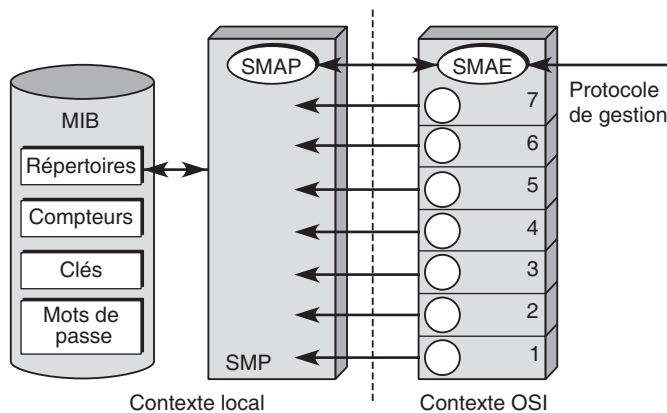 MIB
Répertoires
Compteurs
Clés
Mots de
passe
SMAP
SMP
SMAE
7
6
5
4
3
2
1
Protocole
de gestion
Contexte local
Contexte OSI